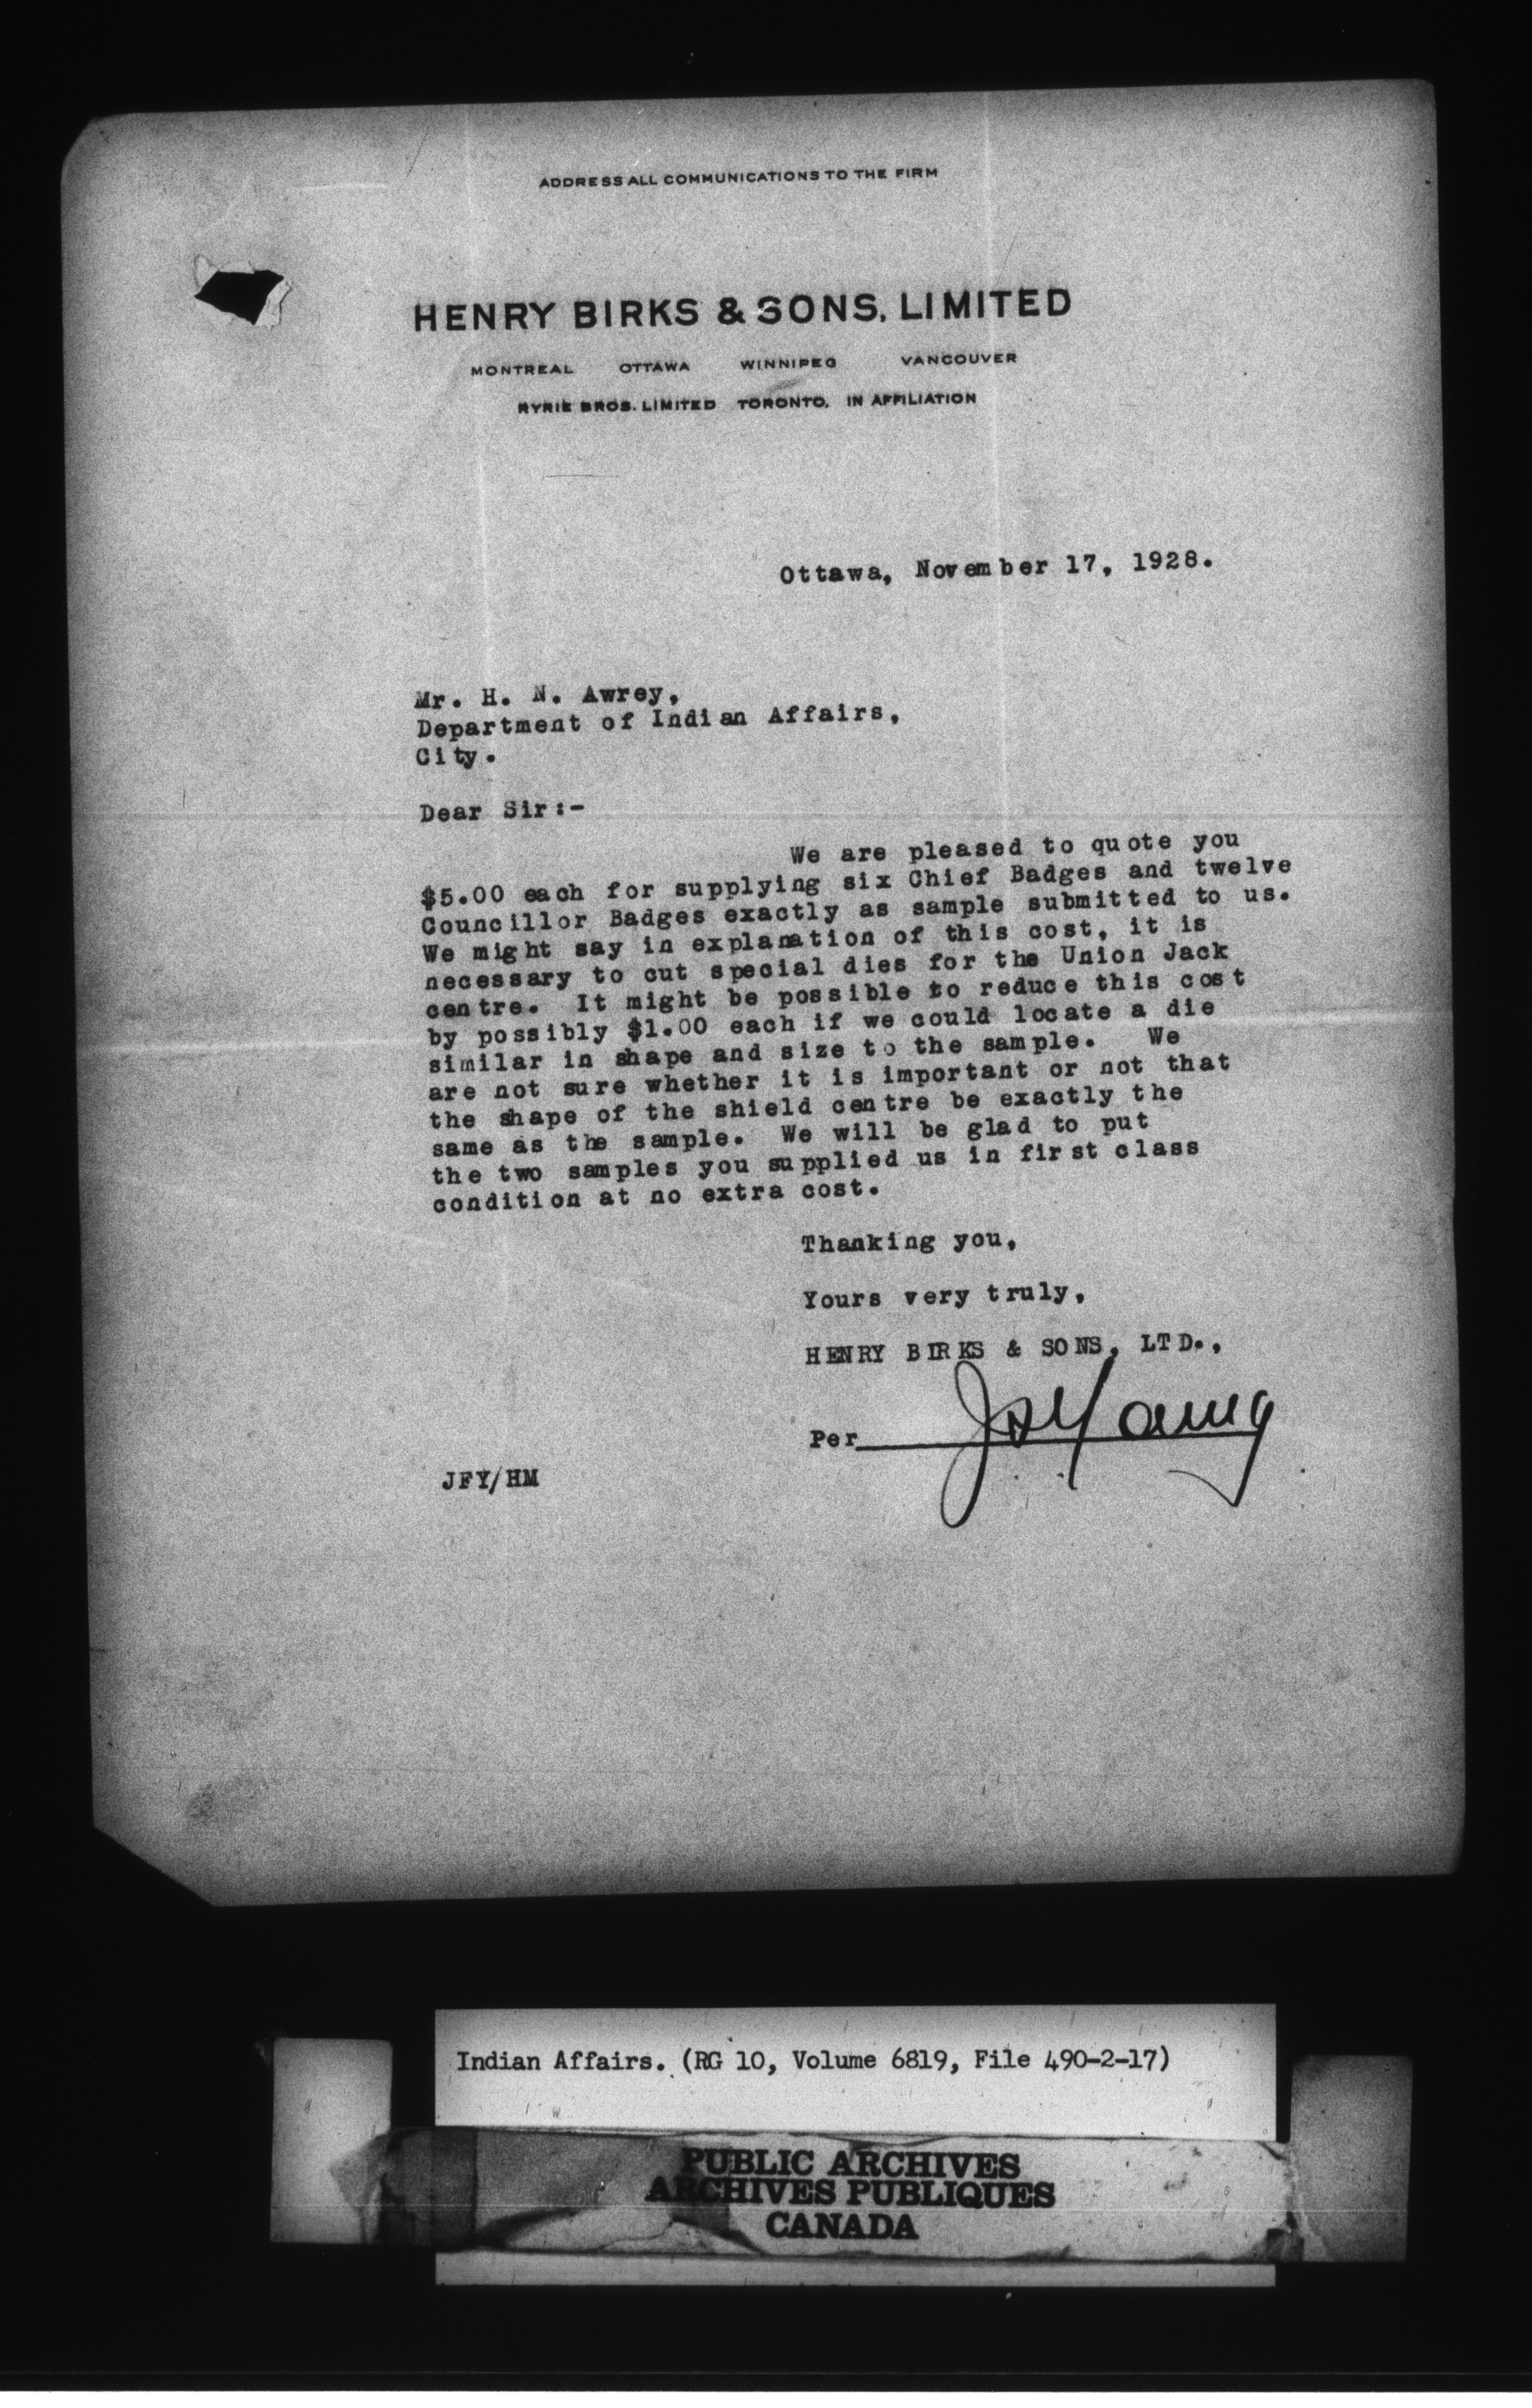 ADDRESS ALL COMMUNICATIONS TO THE FIRM
HENRY BIRKS & SONS, LIMITED
MONTREAL OTTAWA WINNIPEG VANCOUVER
RYRIE BROS. LIMITED TORONTO, IN AFFILIATION
Ottawa, November 17, 1928.
Mr. H. N. Awrey,
Department of Indian Affairs,
City.
Dear Sir:-
We are pleased to quote you
$5.00 each for supplying six Chief Badges and twelve
Councillor Badges exactly as sample submitted to us.
We might say in explanation of this cost, it is
necessary to cut special dies for the Union Jack
centre. It might be possible to reduce this cost
by possibly $1.00 each if we could locate a die
similar in shape and size to the sample. We
are not sure whether it is important or not that
the shape of the shield centre be exactly the
same as the sample. We will be glad to put
the two samples you supplied us in first class
condition at no extra cost.
Thanking you,
Yours very truly,
HENRY BIRKS & SONS, LTD.,
Per JFYoung
JFY/HM
Indian Affairs. (RG 10, Volume 6819, File 490-2-17)
PUBLIC ARCHIVES
ARCHIVES PUBLIQUES
CANADA